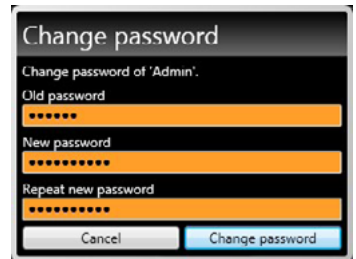 Change password
Change password of 'Admin'.
Old password
••••••
New password
••••••••••
Repeat new password
••••••••••
Cancel
Change password